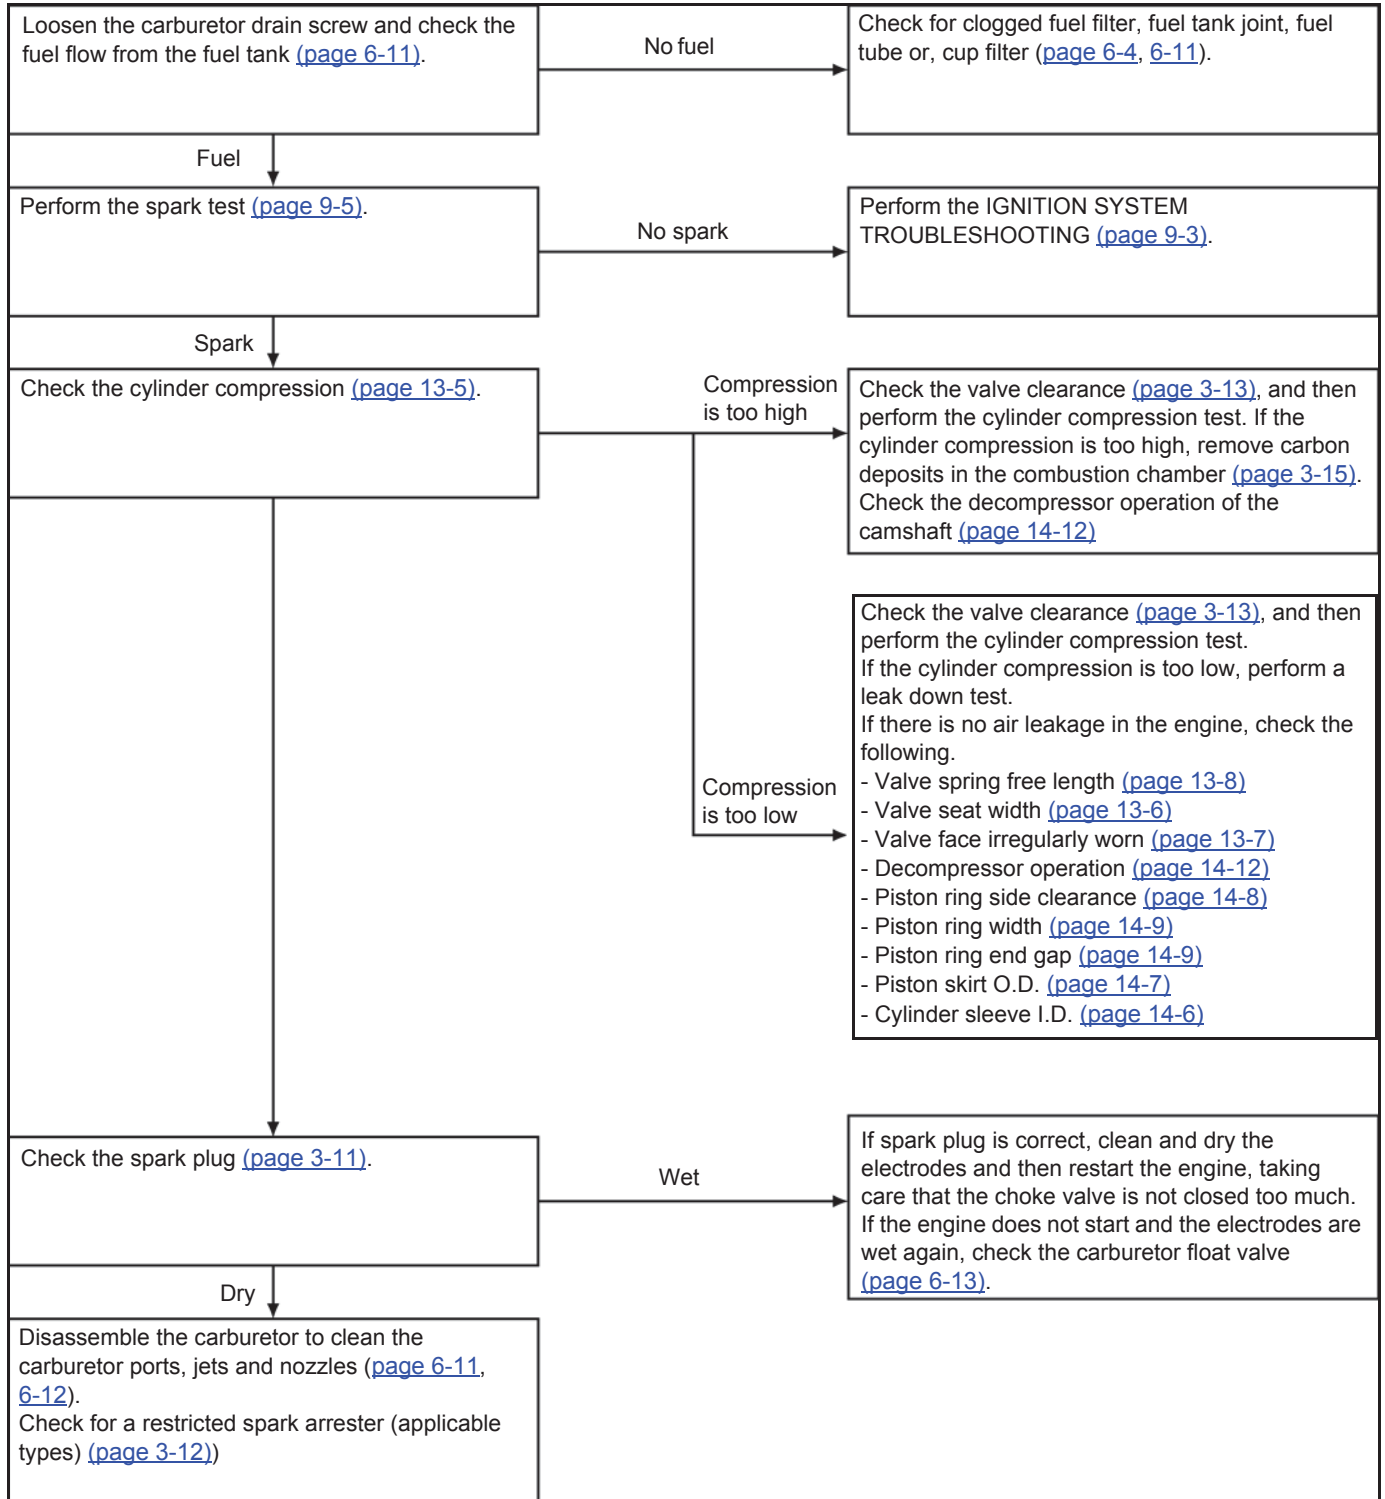 Loosen the carburetor drain screw and check the
fuel flow from the fuel tank (page 6-11).
No fuel
Check for clogged fuel filter, fuel tank joint, fuel
tube or, cup filter (page 6-4, 6-11).
Fuel
Perform the spark test (page 9-5).
No spark
Perform the IGNITION SYSTEM
TROUBLESHOOTING (page 9-3).
Spark
Check the cylinder compression (page 13-5).
Compression
is too high
Check the valve clearance (page 3-13), and then
perform the cylinder compression test. If the
cylinder compression is too high, remove carbon
deposits in the combustion chamber (page 3-15).
Check the decompressor operation of the
camshaft (page 14-12)
Compression
is too low
Check the valve clearance (page 3-13), and then
perform the cylinder compression test.
If the cylinder compression is too low, perform a
leak down test.
If there is no air leakage in the engine, check the
following.
- Valve spring free length (page 13-8)
- Valve seat width (page 13-6)
- Valve face irregularly worn (page 13-7)
- Decompressor operation (page 14-12)
- Piston ring side clearance (page 14-8)
- Piston ring width (page 14-9)
- Piston ring end gap (page 14-9)
- Piston skirt O.D. (page 14-7)
- Cylinder sleeve I.D. (page 14-6)
Check the spark plug (page 3-11).
Wet
If spark plug is correct, clean and dry the
electrodes and then restart the engine, taking
care that the choke valve is not closed too much.
If the engine does not start and the electrodes are
wet again, check the carburetor float valve
(page 6-13).
Dry
Disassemble the carburetor to clean the
carburetor ports, jets and nozzles (page 6-11,
6-12).
Check for a restricted spark arrester (applicable
types) (page 3-12))